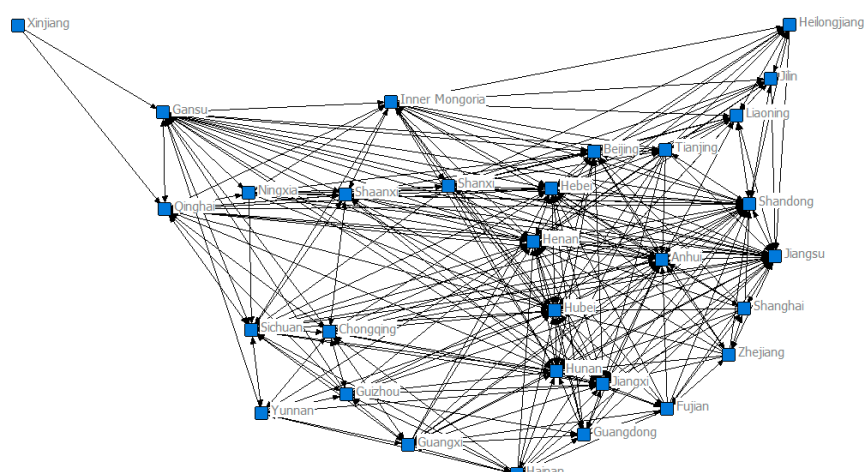 Xinjiang
Heilongjiang
Jilin
Inner Mongoria
Gansu
Liaoning
Beijing
Tianjing
Shanxi
Hebei
Ningxia
Shaanxi
Shandong
Qinghai
Henan
Anhui
Jiangsu
Shanghai
Hubei
Sichuan
Chongqing
Zhejiang
Hunan
Jiangxi
Guizhou
Yunnan
Fujian
Guangdong
Guangxi
Hainan